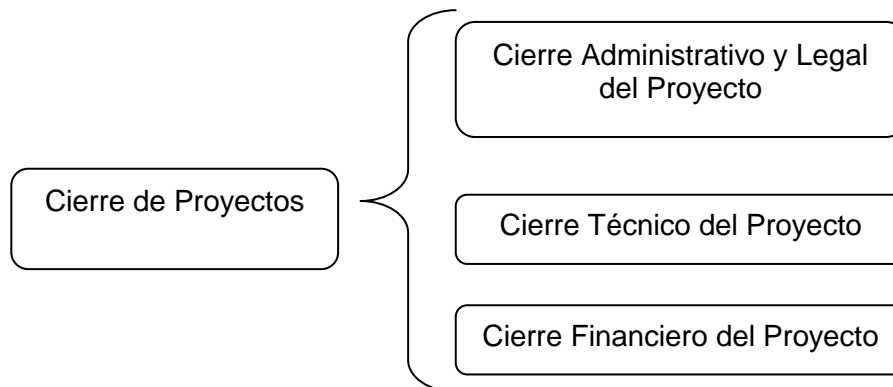 Cierre Administrativo y Legal
del Proyecto
Cierre de Proyectos
Cierre Técnico del Proyecto
Cierre Financiero del Proyecto